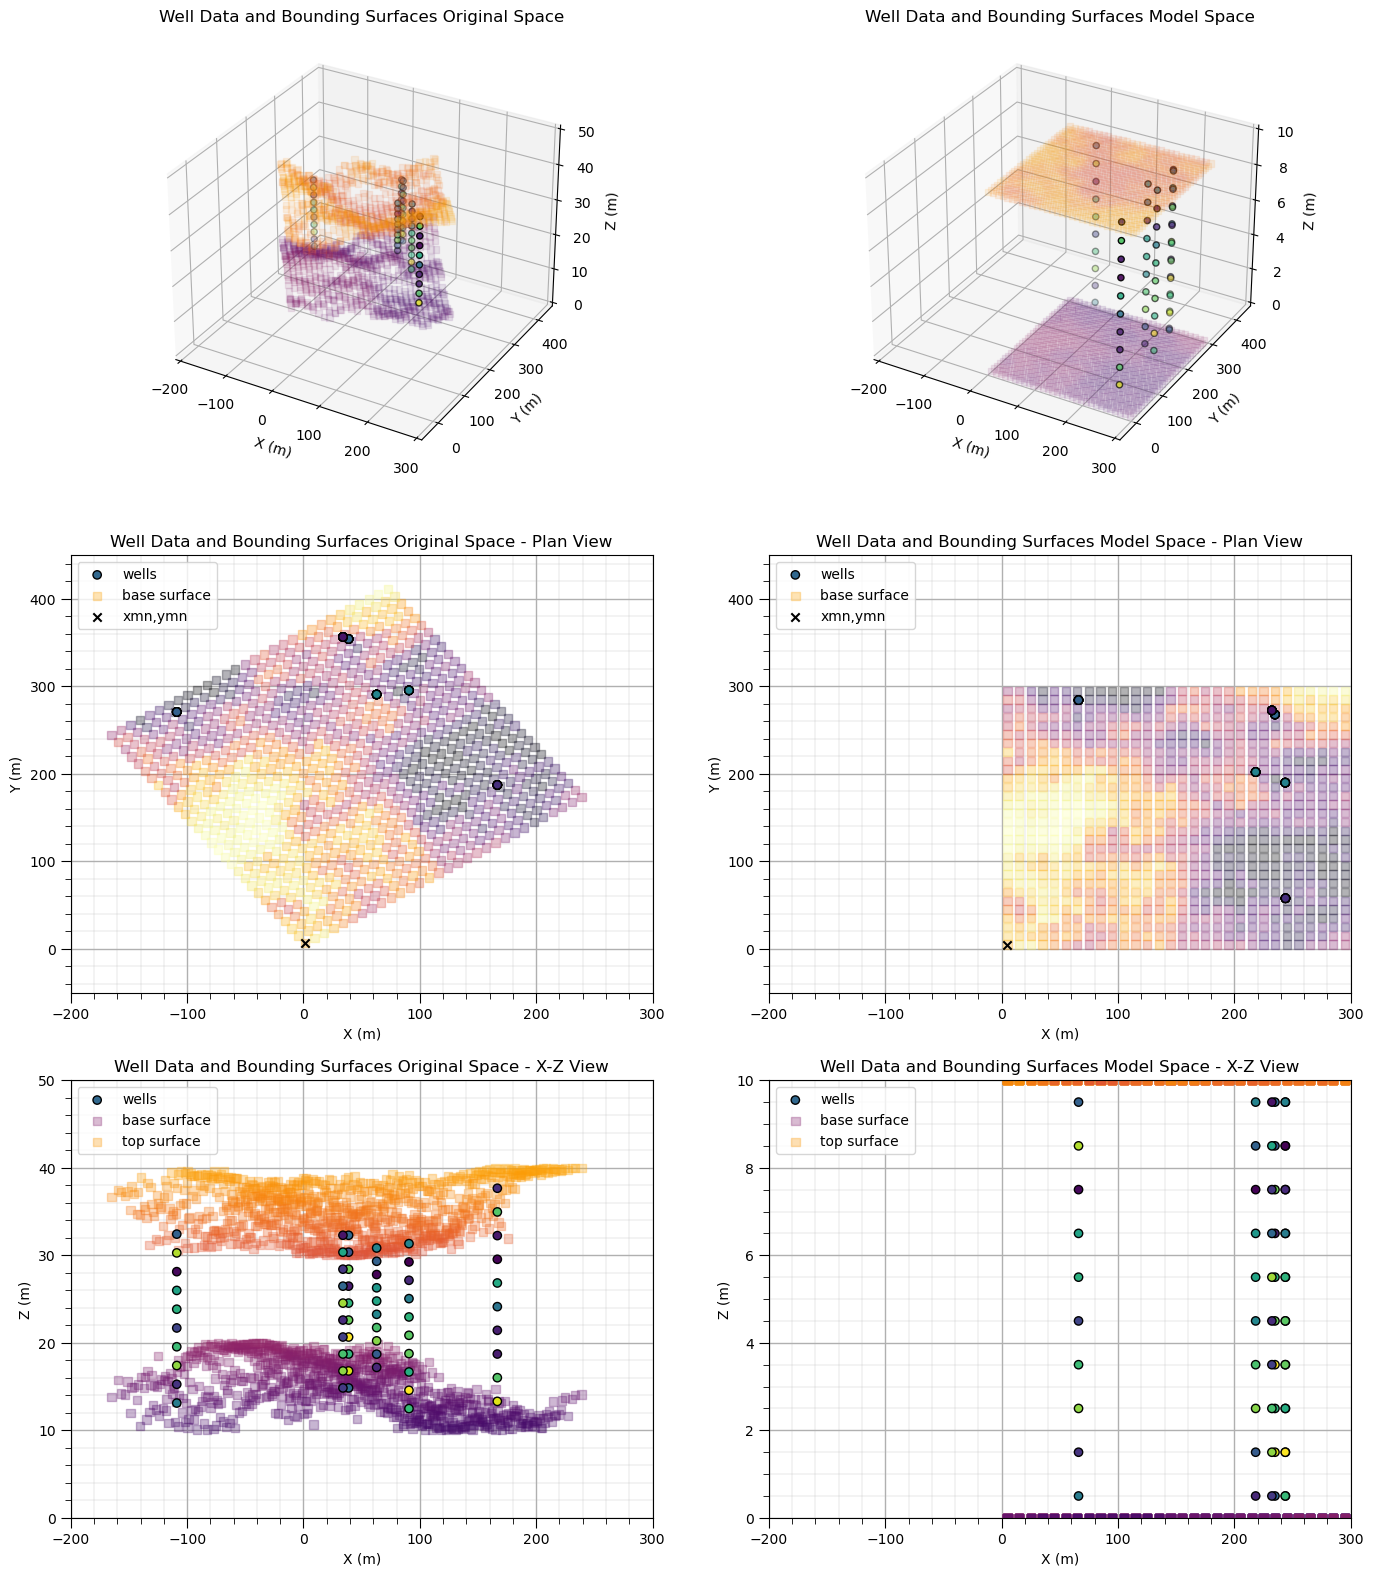 Well Data and Bounding Surfaces Original Space
50
40
30
20
10
0
Z (m)
400
300
200
100
0
Y (m)
−200
−100
0
100
200
300
X (m)
Well Data and Bounding Surfaces Model Space
10
8
6
4
2
0
Z (m)
400
300
200
100
0
Y (m)
−200
−100
0
100
200
300
X (m)
Well Data and Bounding Surfaces Original Space - Plan View
wells
base surface
xmn,ymn
400
300
200
100
0
Y (m)
−200
−100
0
100
200
300
X (m)
Well Data and Bounding Surfaces Model Space - Plan View
wells
base surface
xmn,ymn
400
300
200
100
0
Y (m)
−200
−100
0
100
200
300
X (m)
Well Data and Bounding Surfaces Original Space - X-Z View
wells
base surface
top surface
50
40
30
20
10
0
Z (m)
−200
−100
0
100
200
300
X (m)
Well Data and Bounding Surfaces Model Space - X-Z View
wells
base surface
top surface
10
8
6
4
2
0
Z (m)
−200
−100
0
100
200
300
X (m)